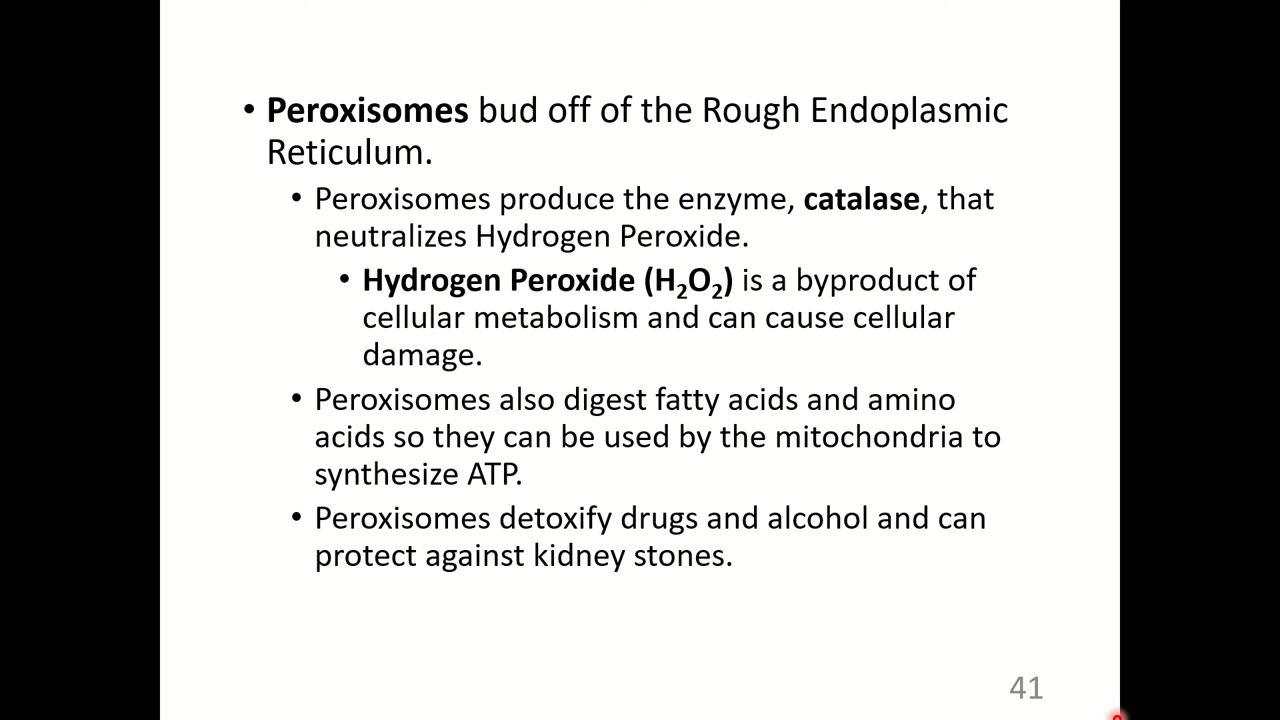 • Peroxisomes bud off of the Rough Endoplasmic
Reticulum.
• Peroxisomes produce the enzyme, catalase, that
neutralizes Hydrogen Peroxide.
• Hydrogen Peroxide (H₂O₂) is a byproduct of
cellular metabolism and can cause cellular
damage.
• Peroxisomes also digest fatty acids and amino
acids so they can be used by the mitochondria to
synthesize ATP.
• Peroxisomes detoxify drugs and alcohol and can
protect against kidney stones.
41